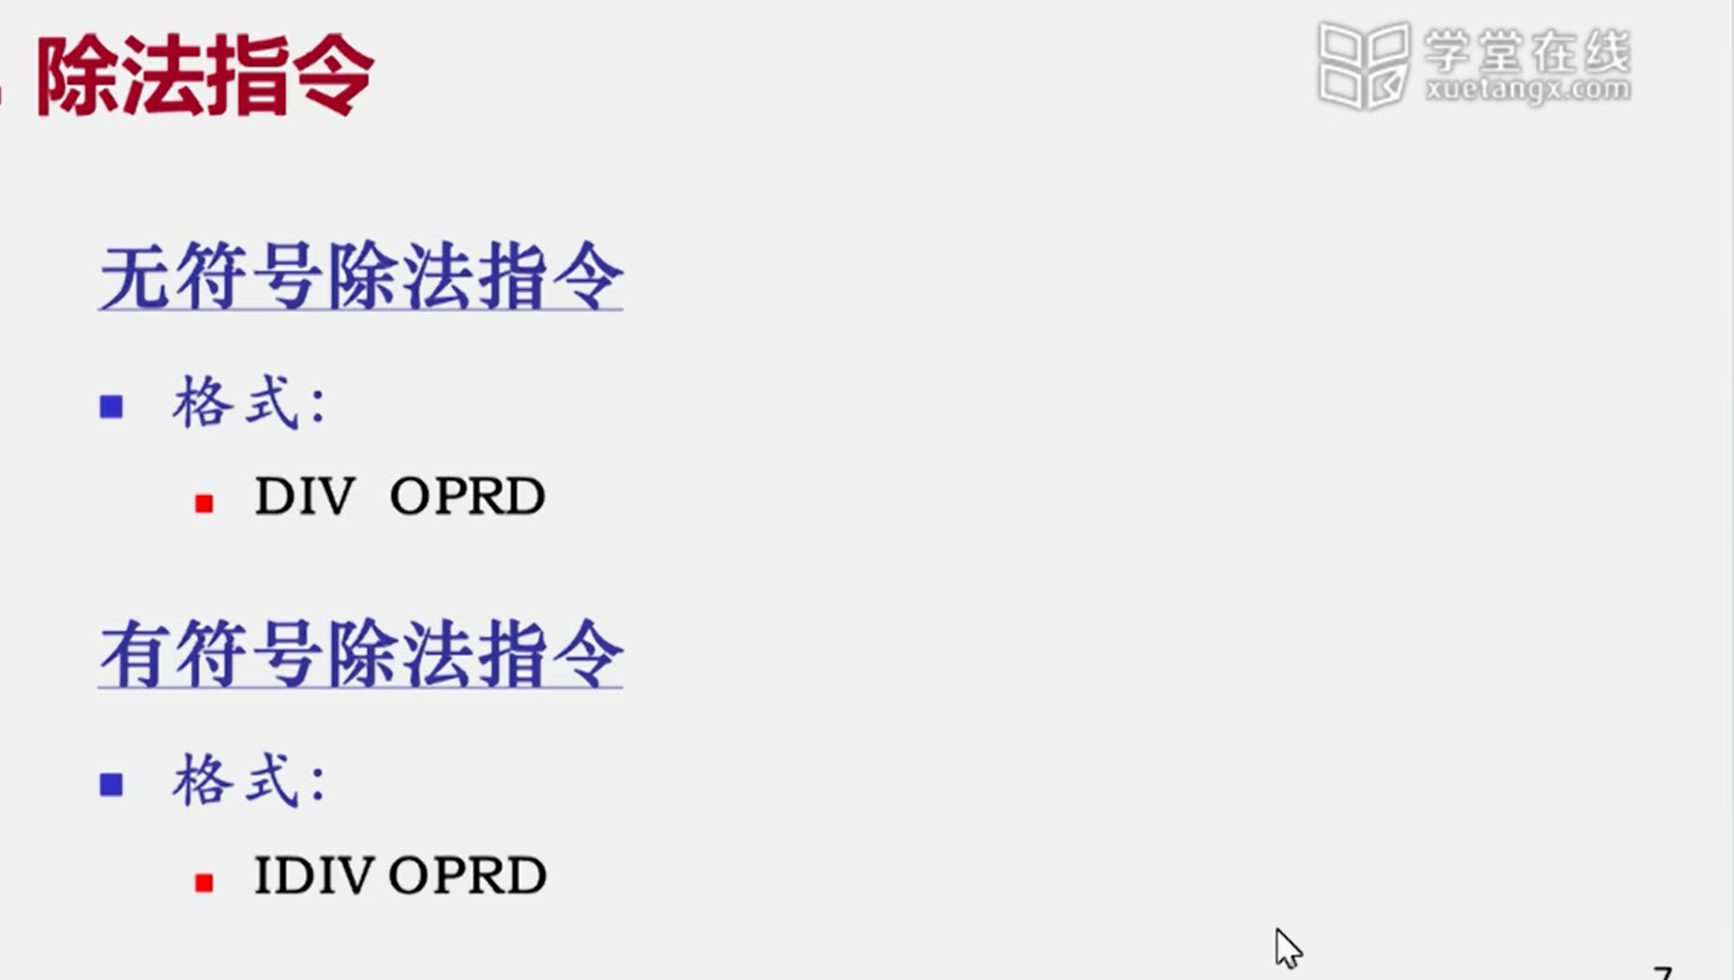 除法指令
学堂在线
xuetangx.com
无符号除法指令
格式：
DIV OPRD
有符号除法指令
格式：
IDIV OPRD
7